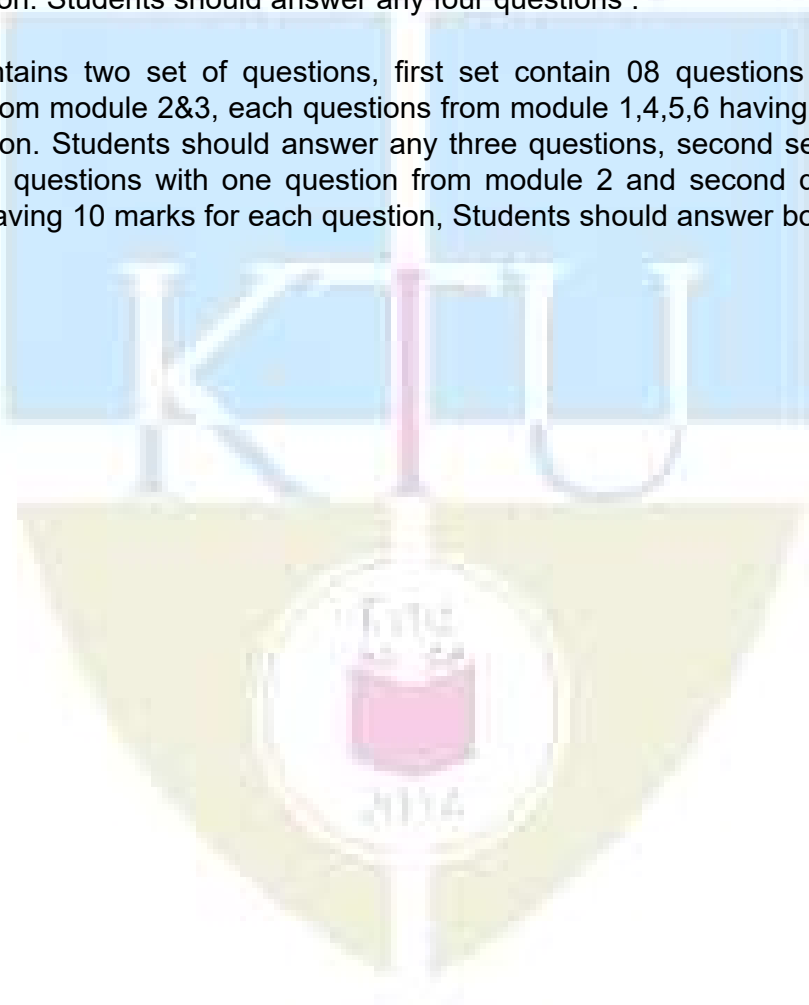 on. Students should answer any four questions .
ntains two set of questions, first set contain 08 questions
om module 2&3, each questions from module 1,4,5,6 having
on. Students should answer any three questions, second se
questions with one question from module 2 and second
aving 10 marks for each question, Students should answer bo
KTU
2014